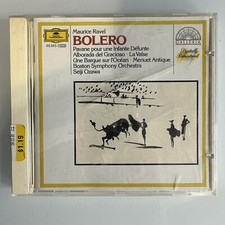 Maurice Ravel
BOLERO
Pavane pour une Infante Défunte
Alborada del Gracioso · La Valse
Une Barque sur l'Océan · Menuet Antique
Boston Symphony Orchestra
Seiji Ozawa
GALLERIA
$1.19